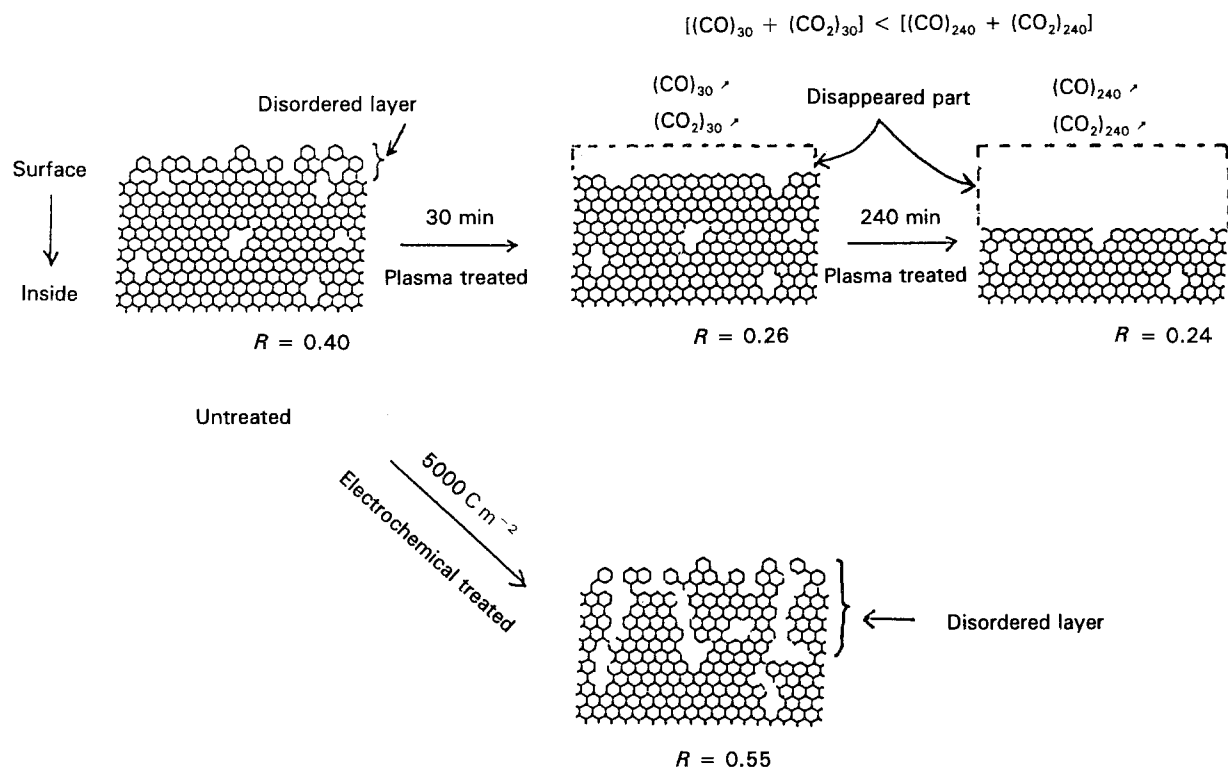 [(CO)₃₀ + (CO₂)₃₀] < [(CO)₂₄₀ + (CO₂)₂₄₀]
Disordered layer
(CO)₃₀ ↗
(CO₂)₃₀ ↗
Disappeared part
(CO)₂₄₀ ↗
(CO₂)₂₄₀ ↗
Surface
Inside
30 min
Plasma treated
240 min
Plasma treated
R = 0.40
R = 0.26
R = 0.24
Untreated
5000 C m⁻²
Electrochemical treated
Disordered layer
R = 0.55